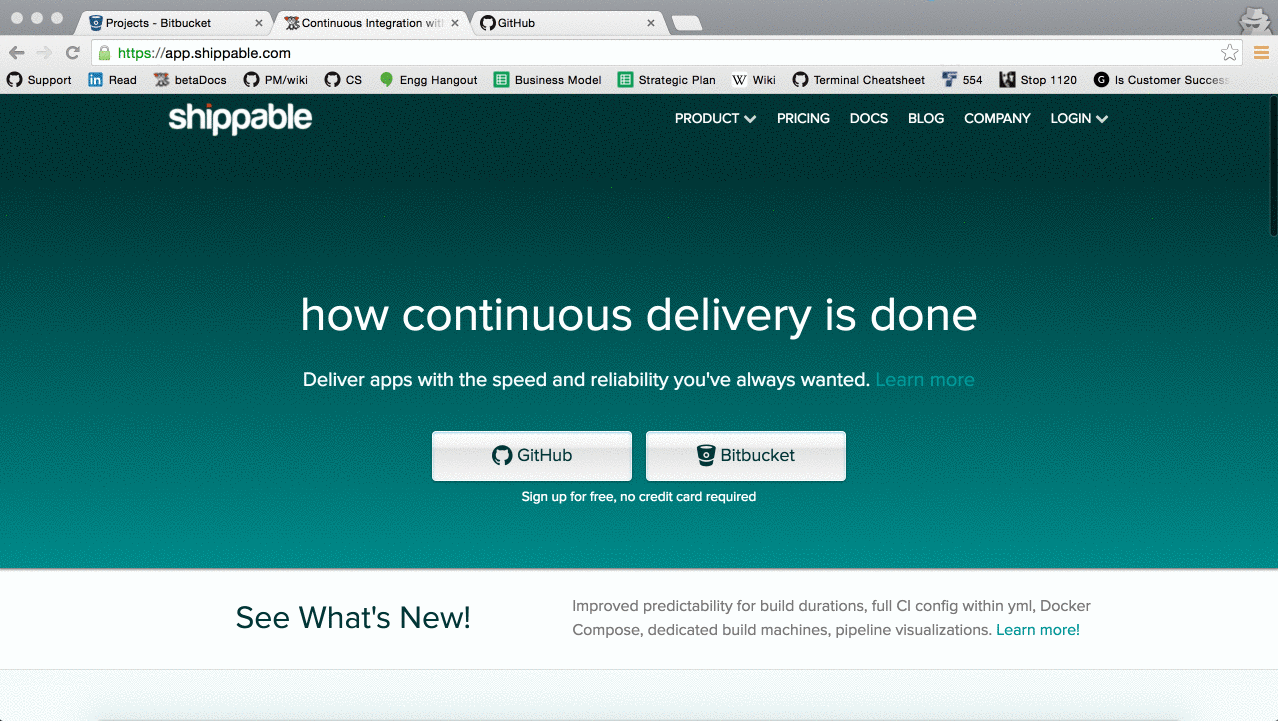 Projects - Bitbucket
Continuous Integration wit
GitHub
https://app.shippable.com
Support Read betaDocs PM/wiki CS Engg Hangout Business Model Strategic Plan Wiki Terminal Cheatsheet 554 Stop 1120 Is Customer Success
shippable PRODUCT PRICING DOCS BLOG COMPANY LOGIN
how continuous delivery is done
Deliver apps with the speed and reliability you've always wanted. Learn more
GitHub Bitbucket
Sign up for free, no credit card required
See What's New!
Improved predictability for build durations, full CI config within yml, Docker
Compose, dedicated build machines, pipeline visualizations. Learn more!